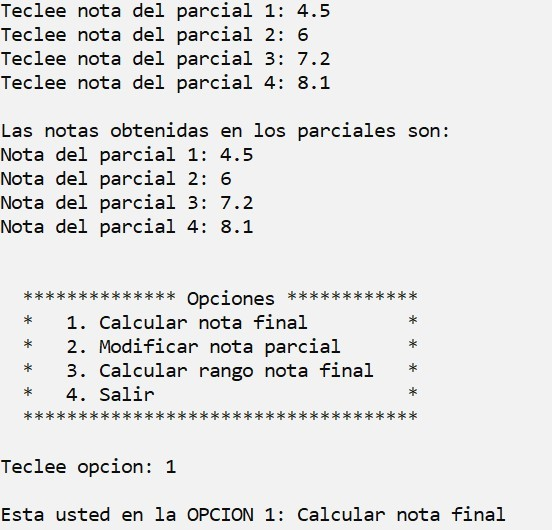 Teclee nota del parcial 1: 4.5
Teclee nota del parcial 2: 6
Teclee nota del parcial 3: 7.2
Teclee nota del parcial 4: 8.1
Las notas obtenidas en los parciales son:
Nota del parcial 1: 4.5
Nota del parcial 2: 6
Nota del parcial 3: 7.2
Nota del parcial 4: 8.1
************** Opciones ************
* 1. Calcular nota final *
* 2. Modificar nota parcial *
* 3. Calcular rango nota final *
* 4. Salir *
************************************
Teclee opcion: 1
Esta usted en la OPCION 1: Calcular nota final